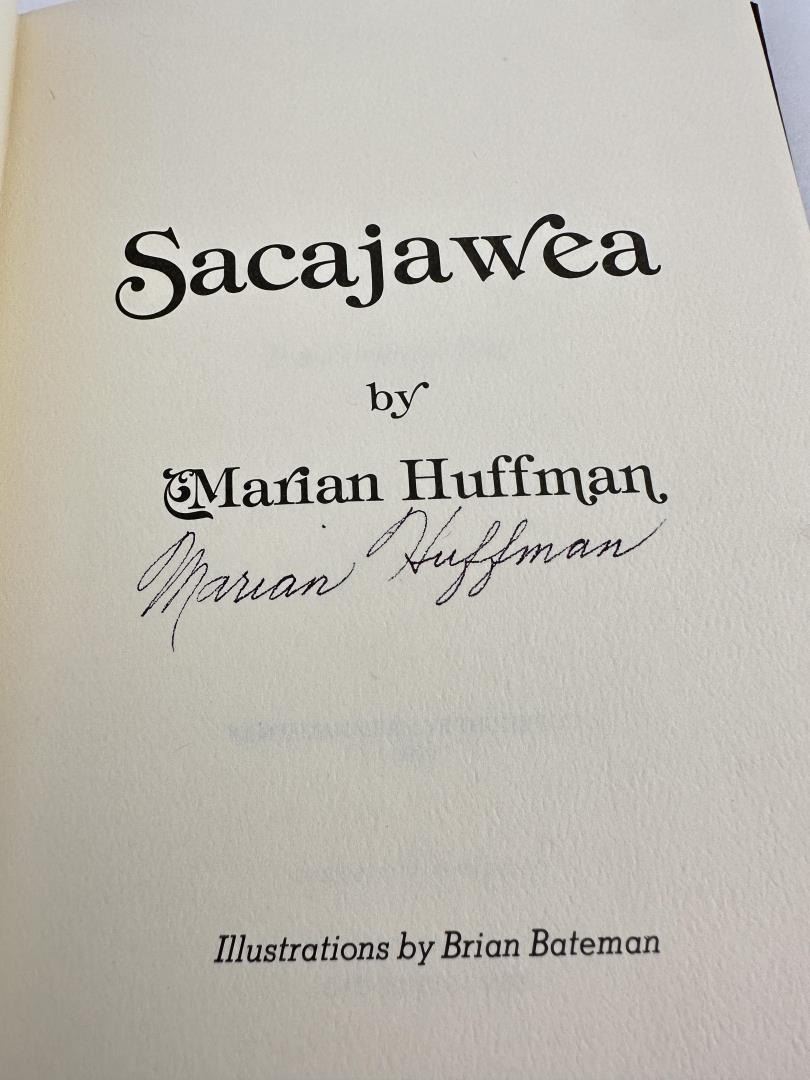 Sacajawea
by
Marian Huffman
Marian Huffman
Illustrations by Brian Bateman